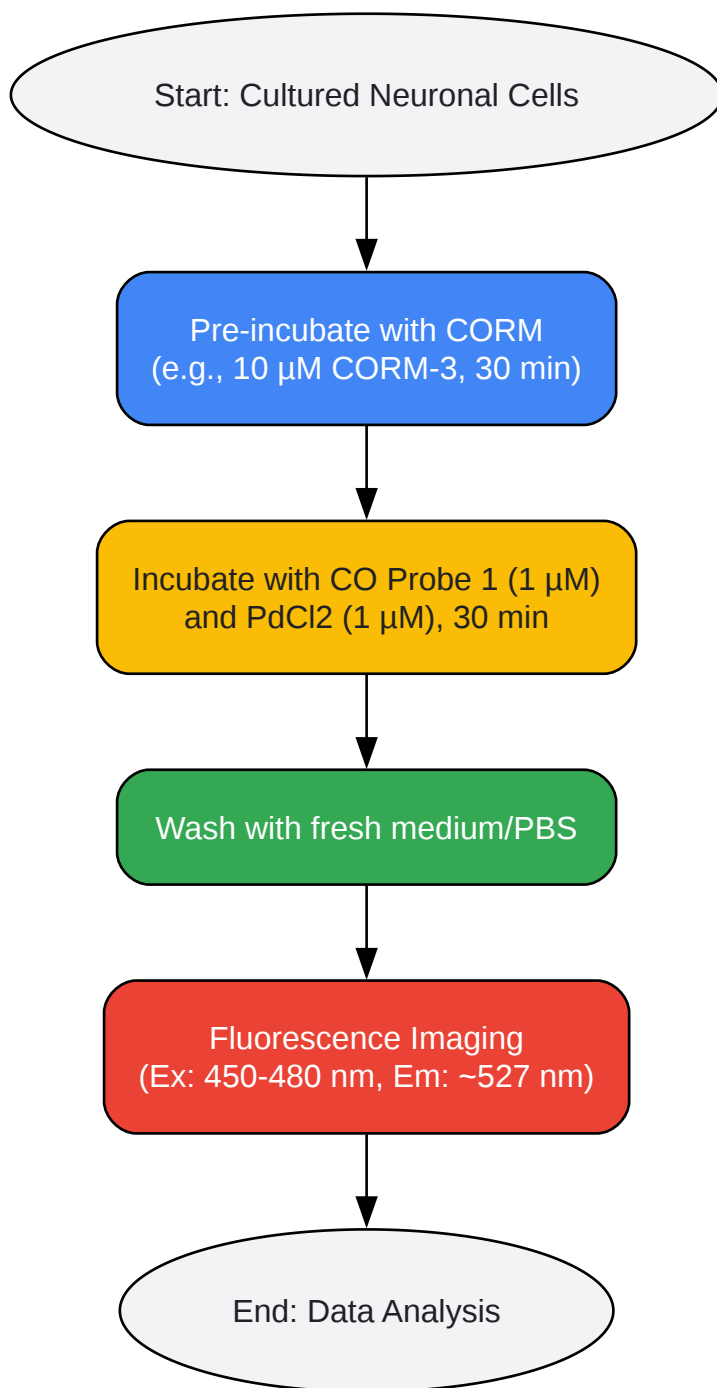 Start: Cultured Neuronal Cells
Pre-incubate with CORM
(e.g., 10 µM CORM-3, 30 min)
Incubate with CO Probe 1 (1 µM)
and PdCl2 (1 µM), 30 min
Wash with fresh medium/PBS
Fluorescence Imaging
(Ex: 450-480 nm, Em: ~527 nm)
End: Data Analysis